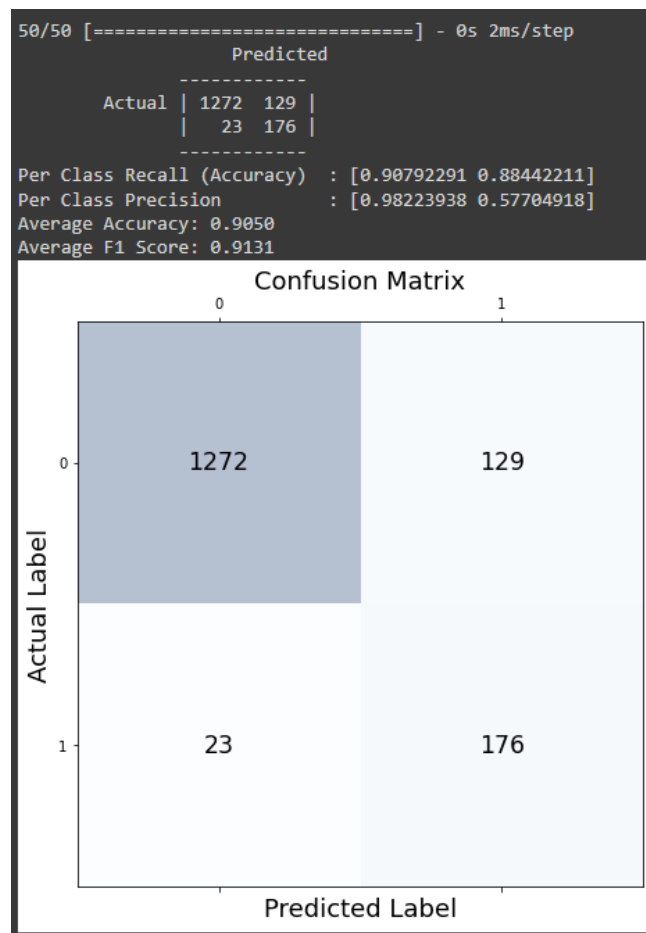 50/50 [==============================] - 0s 2ms/step
Predicted
------------
Actual | 1272 129 |
| 23 176 |
------------
Per Class Recall (Accuracy) : [0.90792291 0.88442211]
Per Class Precision : [0.98223938 0.57704918]
Average Accuracy: 0.9050
Average F1 Score: 0.9131
Confusion Matrix
0 1
0 1272 129
Actual Label
1 23 176
Predicted Label